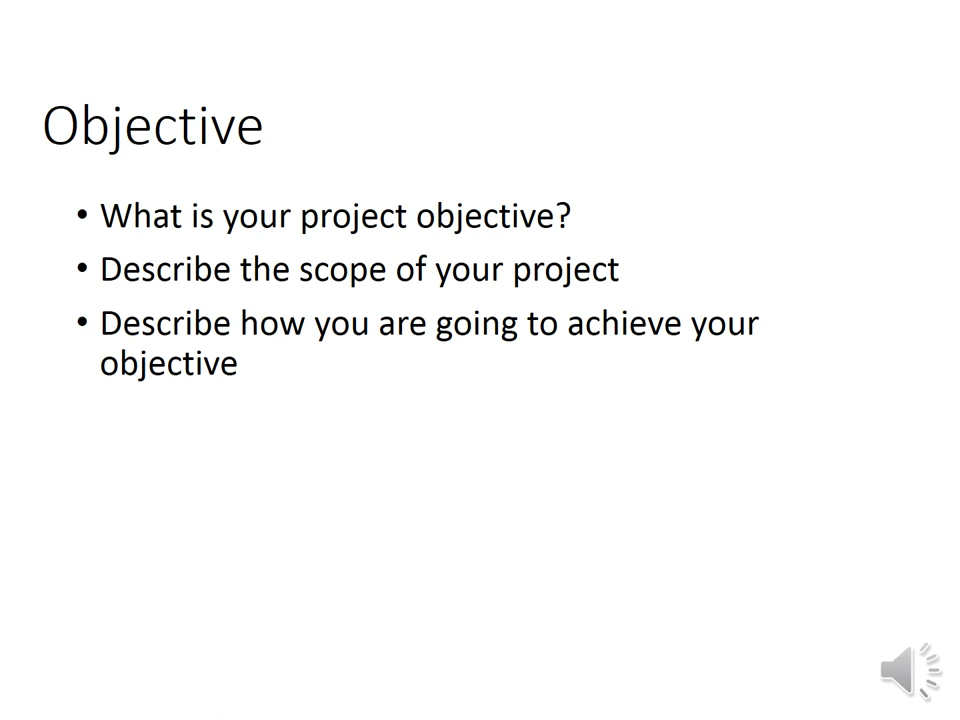 Objective
• What is your project objective?
• Describe the scope of your project
• Describe how you are going to achieve your
objective